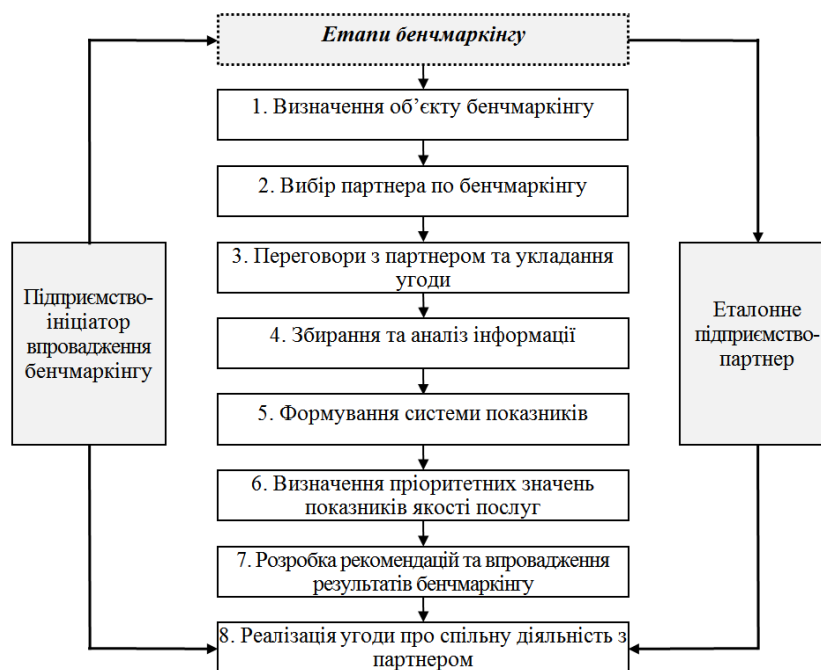 Етапи бенчмаркінгу
1. Визначення об’єкту бенчмаркінгу
2. Вибір партнера по бенчмаркінгу
3. Переговори з партнером та укладання
угоди
Підприємство-
ініціатор
впровадження
бенчмаркінгу
4. Збирання та аналіз інформації
Еталонне
підприємство-
партнер
5. Формування системи показників
6. Визначення пріоритетних значень
показників якості послуг
7. Розробка рекомендацій та впровадження
результатів бенчмаркінгу
8. Реалізація угоди про спільну діяльність з
партнером